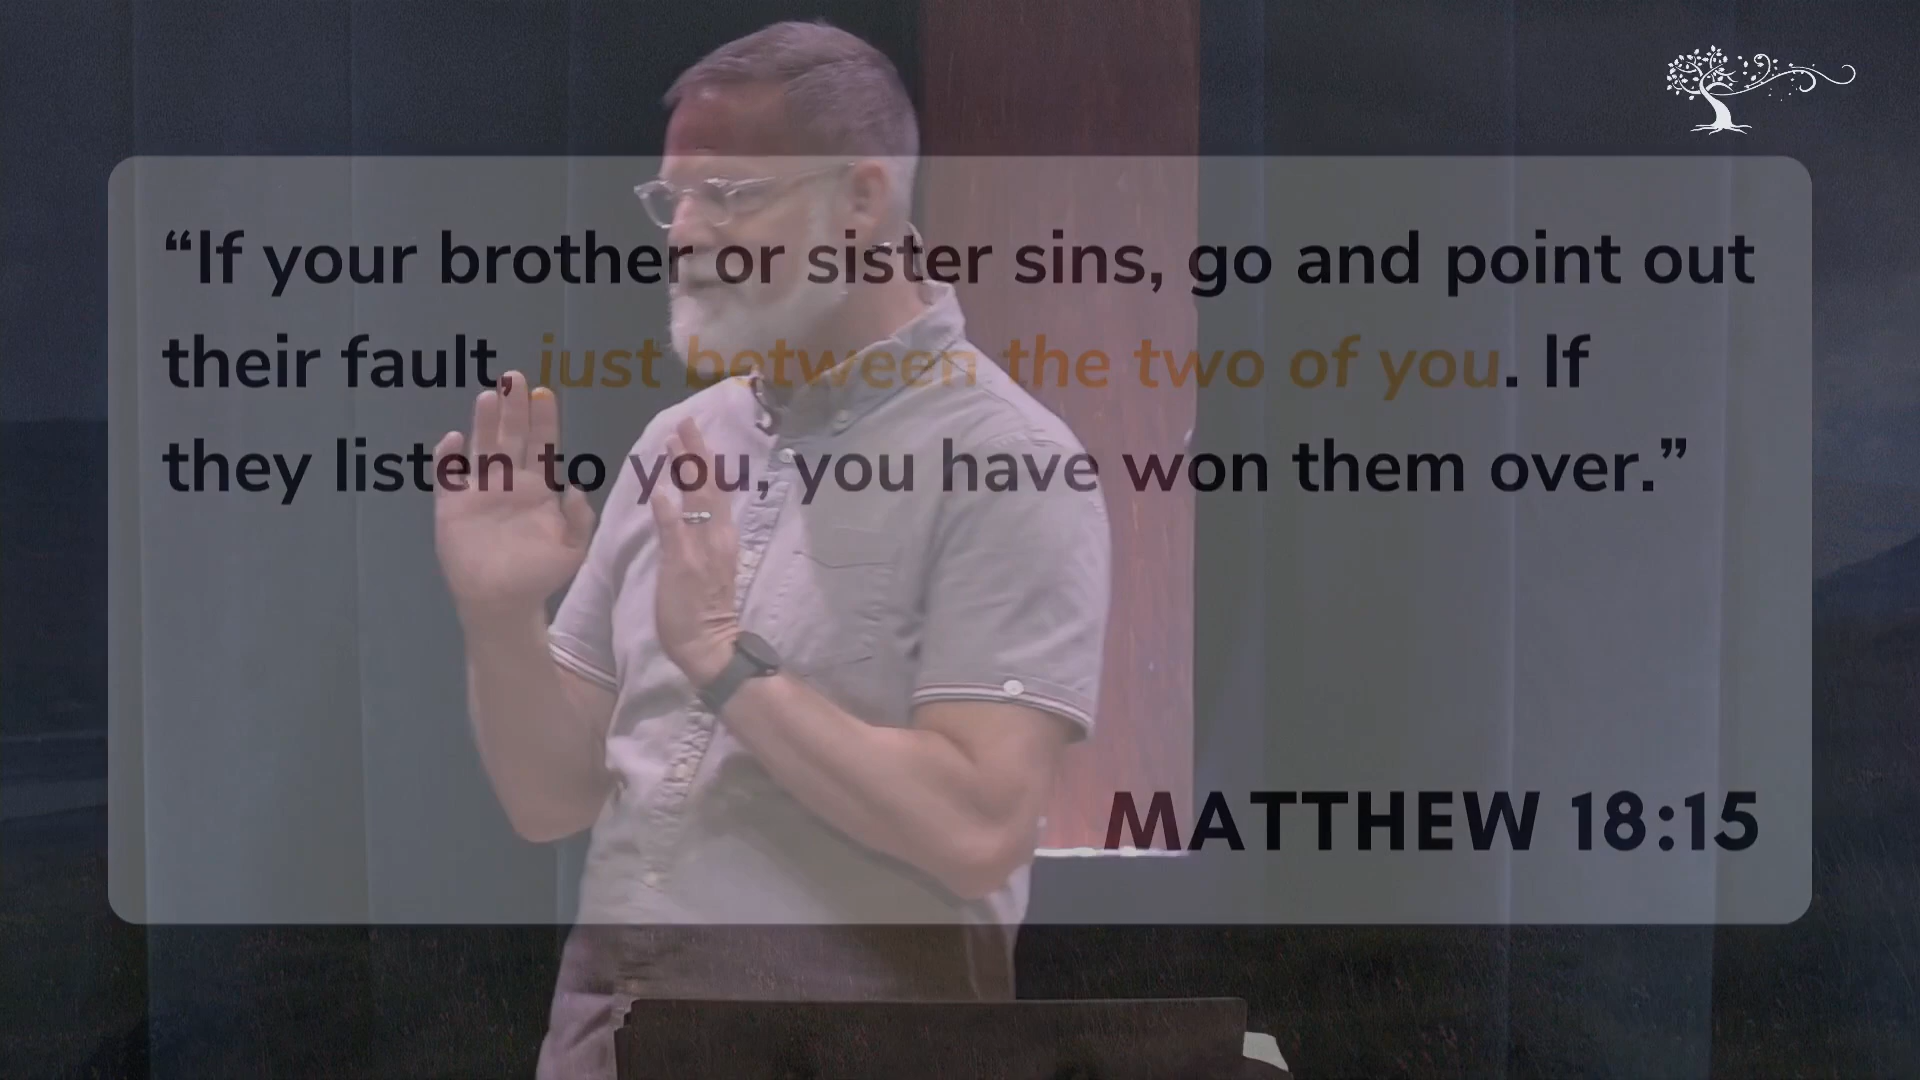 “If your brother or sister sins, go and point out
their fault, just between the two of you. If
they listen to you, you have won them over.”
MATTHEW 18:15